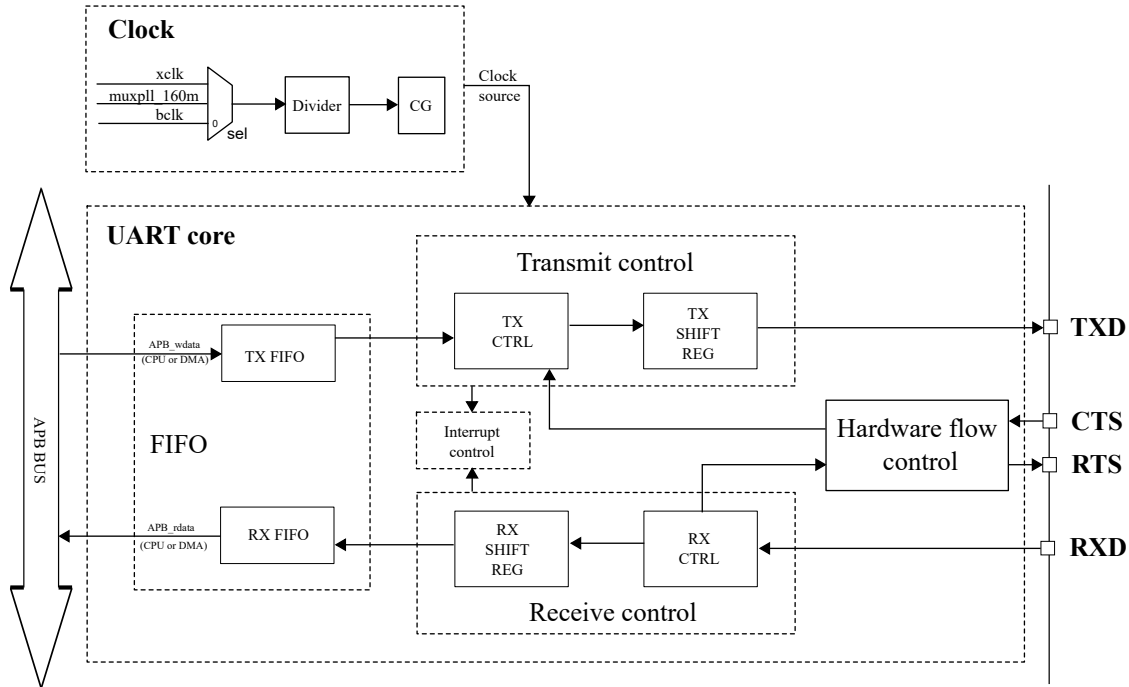 Clock
xclk
muxpll_160m
bclk
0
sel
Divider
CG
Clock
source
UART core
Transmit control
TX
CTRL
TX
SHIFT
REG
TXD
APB_wdata
(CPU or DMA)
TX FIFO
FIFO
APB BUS
Interrupt
control
Hardware flow
control
CTS
RTS
APB_rdata
(CPU or DMA)
RX FIFO
RX
SHIFT
REG
RX
CTRL
RXD
Receive control